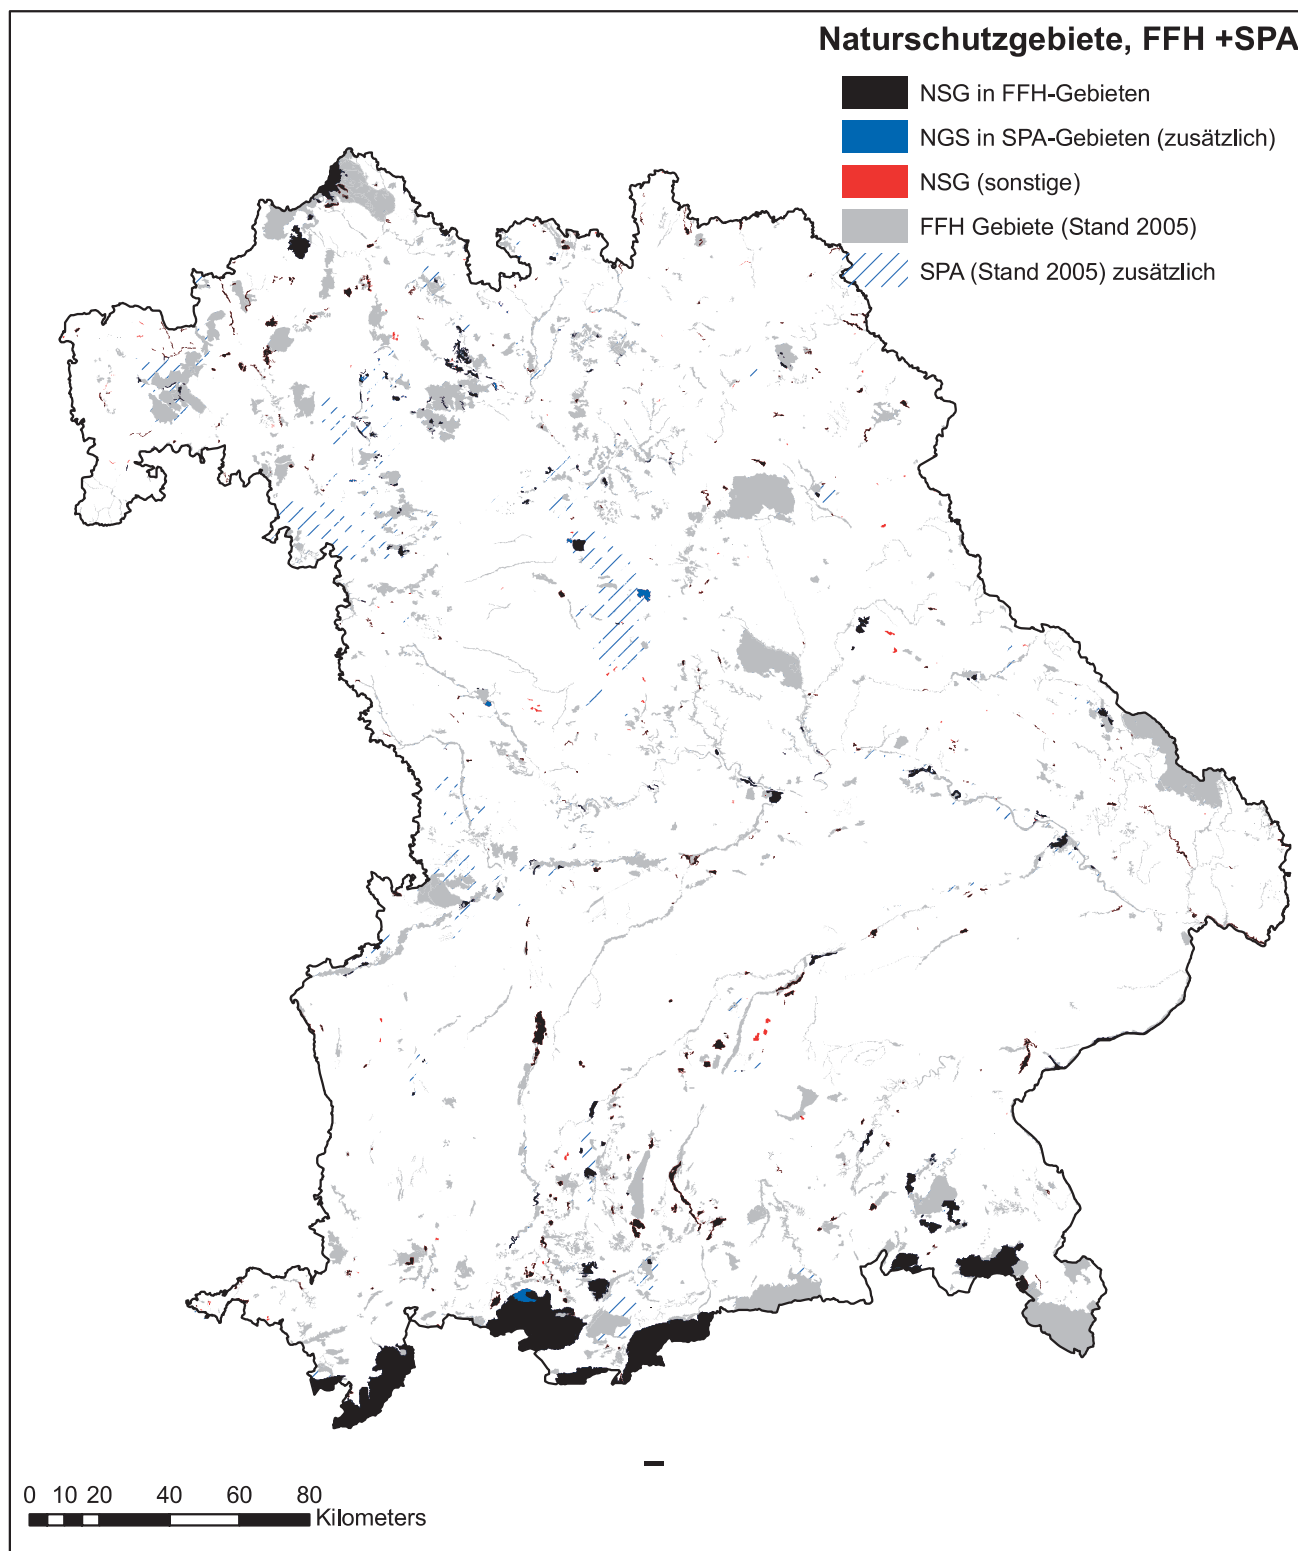 Naturschutzgebiete, FFH +SPA
NSG in FFH-Gebieten
NGS in SPA-Gebieten (zusätzlich)
NSG (sonstige)
FFH Gebiete (Stand 2005)
SPA (Stand 2005) zusätzlich
0 10 20 40 60 80
Kilometers